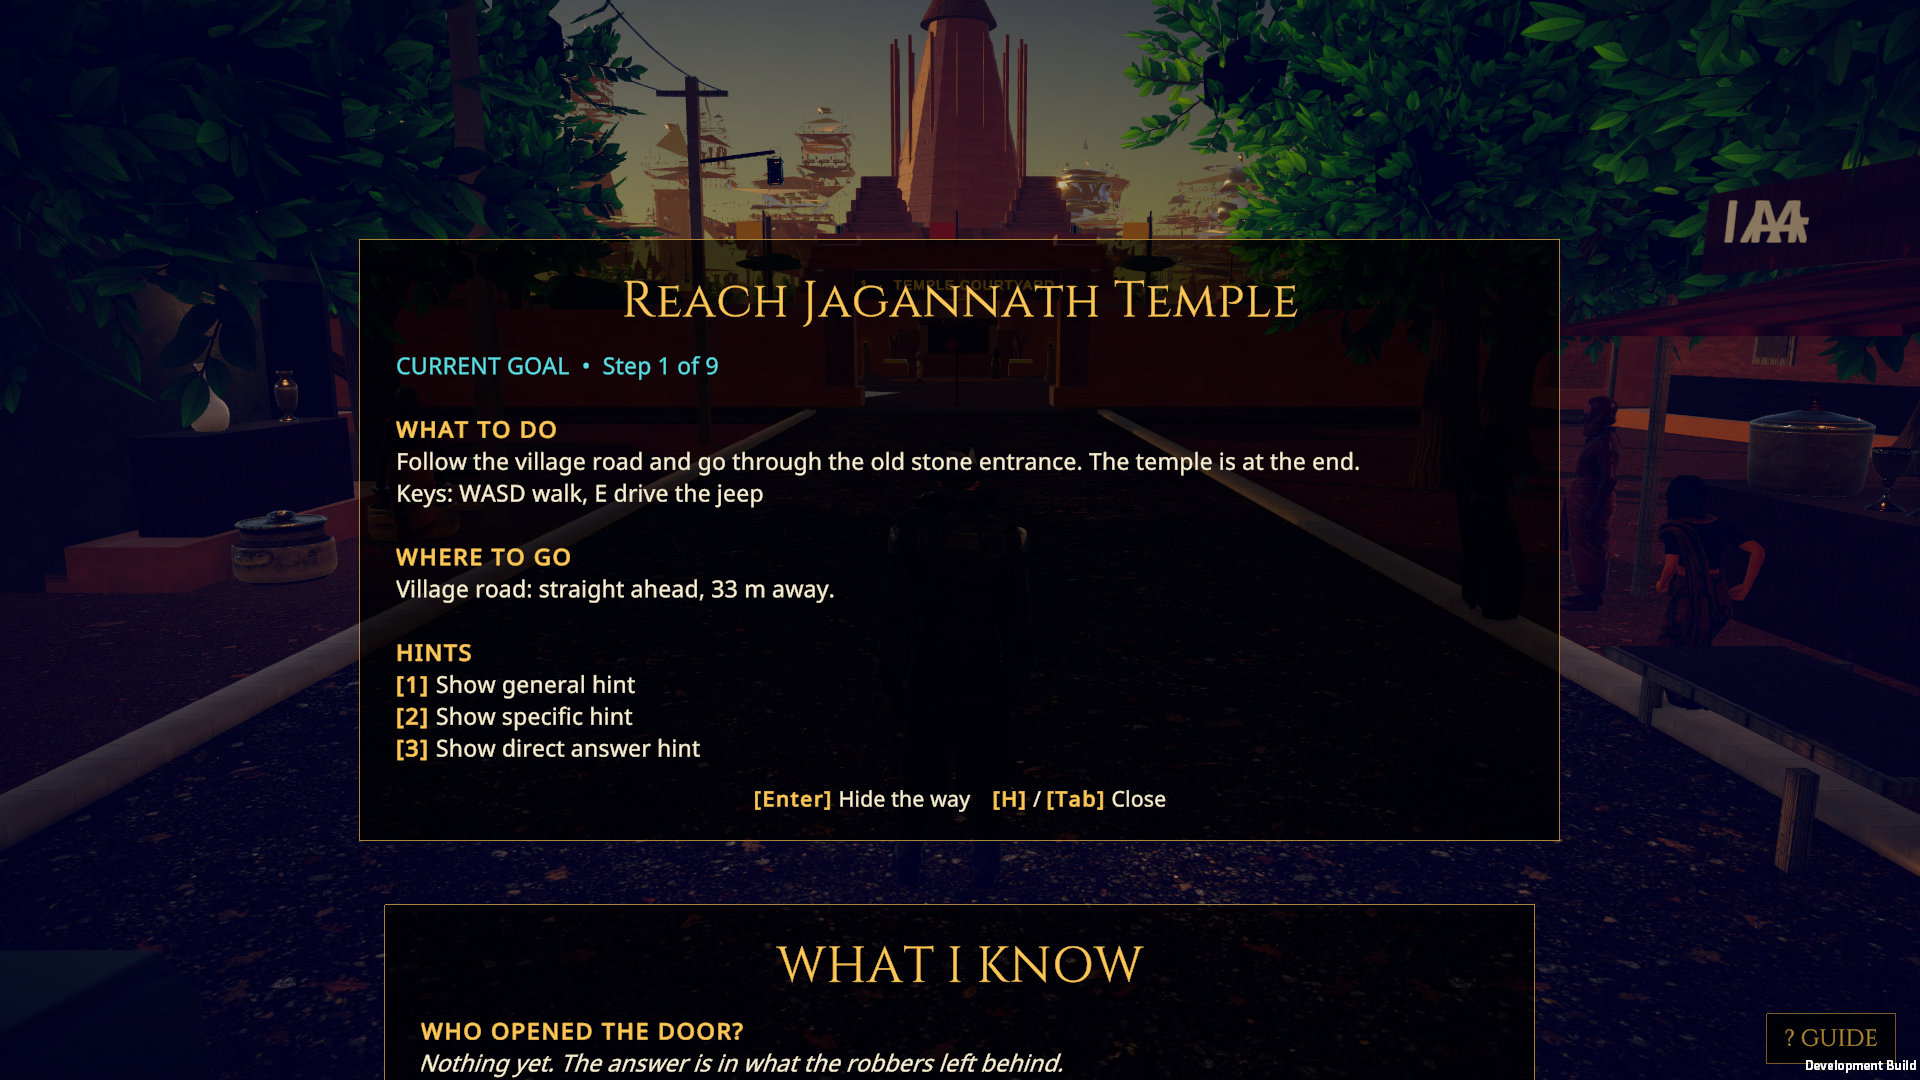 TEMPLE COURTYARD
REACH JAGANNATH TEMPLE
CURRENT GOAL • Step 1 of 9
WHAT TO DO
Follow the village road and go through the old stone entrance. The temple is at the end.
Keys: WASD walk, E drive the jeep
WHERE TO GO
Village road: straight ahead, 33 m away.
HINTS
[1] Show general hint
[2] Show specific hint
[3] Show direct answer hint
[Enter] Hide the way [H] / [Tab] Close
WHAT I KNOW
WHO OPENED THE DOOR?
Nothing yet. The answer is in what the robbers left behind.
? GUIDE
Development Build